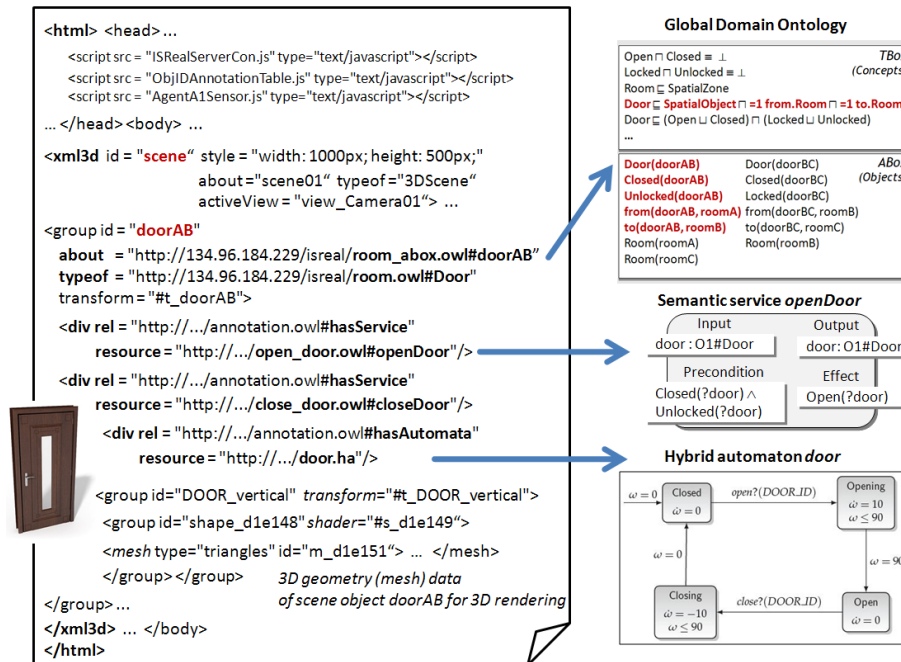 <html> <head>...
<script src = "ISRealServerCon.js" type="text/javascript"></script>
<script src = "ObjIDAnnotationTable.js" type="text/javascript"></script>
<script src = "AgentA1Sensor.js" type="text/javascript"></script>
... </head><body> ...
<xml3d id = "scene“ style = "width: 1000px; height: 500px;"
about ="scene01“ typeof = "3DScene“
activeView = "view_Camera01“> ...
<group id = "doorAB"
about = "http://134.96.184.229/isreal/room_abox.owl#doorAB”
typeof = "http://134.96.184.229/isreal/room.owl#Door"
transform = "#t_doorAB">
<div rel = "http://.../annotation.owl#hasService"
resource = "http://.../open_door.owl#openDoor"/>
<div rel = "http://.../annotation.owl#hasService"
resource = "http://.../close_door.owl#closeDoor"/>
<div rel = "http://.../annotation.owl#hasAutomata"
resource = "http://.../door.ha"/>
<group id="DOOR_vertical" transform="#t_DOOR_vertical">
<group id="shape_d1e148" shader="#s_d1e149“>
<mesh type="triangles" id="m_d1e151“> ... </mesh>
</group></group>
3D geometry (mesh) data
of scene object doorAB for 3D rendering
</group> ...
</xml3d> ... </body>
</html>
Global Domain Ontology
Open ⊓ Closed ≡ ⊥ TBo
Locked ⊓ Unlocked ≡ ⊥ (Concepts
Room ⊑ SpatialZone
Door ⊑ SpatialObject ⊓ =1 from.Room ⊓ =1 to.Room
Door ⊑ (Open ⊔ Closed) ⊓ (Locked ⊔ Unlocked)
...
Door(doorAB) Door(doorBC) ABo
Closed(doorAB) Closed(doorBC) (Objects
Unlocked(doorAB) Locked(doorBC)
from(doorAB, roomA) from(doorBC, roomB)
to(doorAB, roomB) to(doorBC, roomC)
Room(roomA) Room(roomB)
Room(roomC)
Semantic service openDoor
Input Output
door : O1#Door door: O1#Door
Precondition Effect
Closed(?door) ∧ Open(?door)
Unlocked(?door)
Hybrid automaton door
ω = 0 Closed open?(DOOR_ID) Opening
ω̇ = 0 ω̇ = 10
ω ≤ 90
ω = 0 ω = 90
Closing close?(DOOR_ID) Open
ω̇ = −10 ω̇ = 0
ω ≤ 90